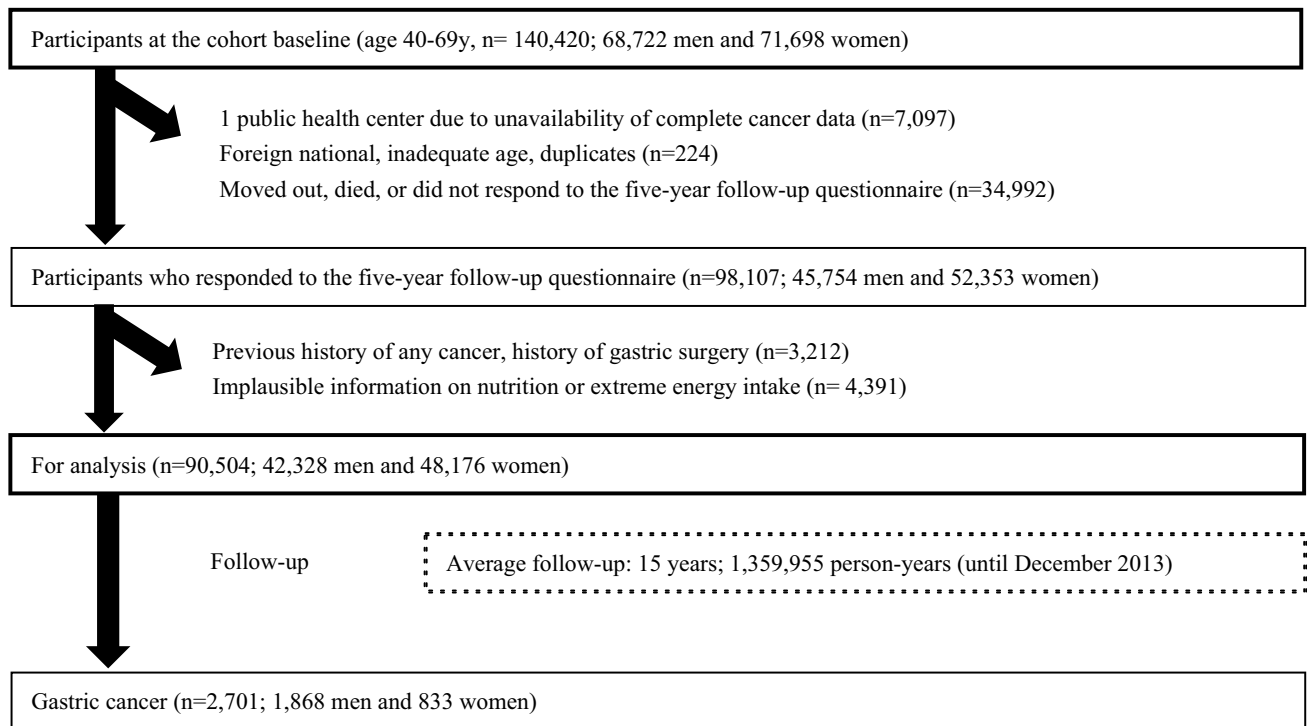 Participants at the cohort baseline (age 40-69y, n= 140,420; 68,722 men and 71,698 women)
1 public health center due to unavailability of complete cancer data (n=7,097)
Foreign national, inadequate age, duplicates (n=224)
Moved out, died, or did not respond to the five-year follow-up questionnaire (n=34,992)
Participants who responded to the five-year follow-up questionnaire (n=98,107; 45,754 men and 52,353 women)
Previous history of any cancer, history of gastric surgery (n=3,212)
Implausible information on nutrition or extreme energy intake (n= 4,391)
For analysis (n=90,504; 42,328 men and 48,176 women)
Follow-up
Average follow-up: 15 years; 1,359,955 person-years (until December 2013)
Gastric cancer (n=2,701; 1,868 men and 833 women)